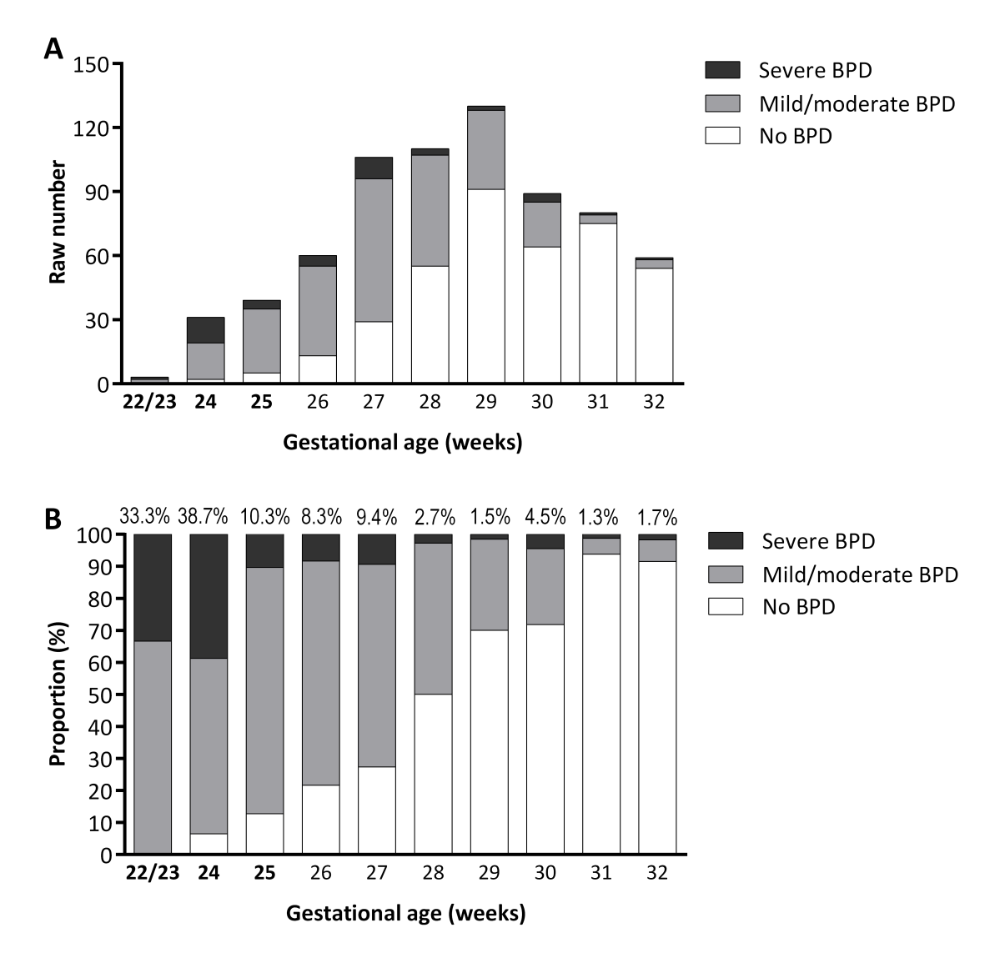 A
150
120
90
60
30
0
Raw number
22/23 24 25 26 27 28 29 30 31 32
Gestational age (weeks)
Severe BPD
Mild/moderate BPD
No BPD
B
33.3% 38.7% 10.3% 8.3% 9.4% 2.7% 1.5% 4.5% 1.3% 1.7%
100
90
80
70
60
50
40
30
20
10
0
Proportion (%)
22/23 24 25 26 27 28 29 30 31 32
Gestational age (weeks)
Severe BPD
Mild/moderate BPD
No BPD